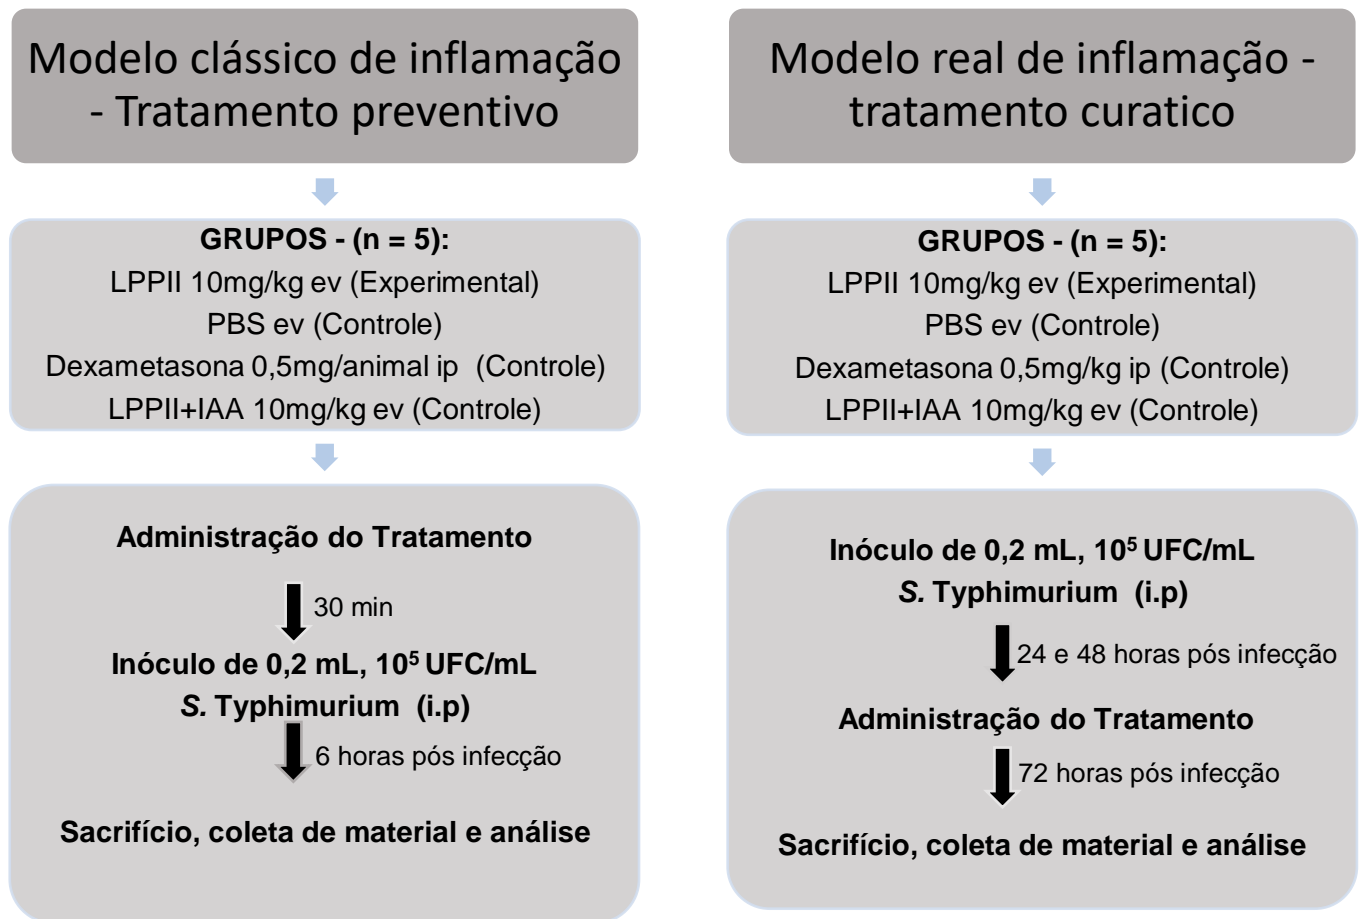 Modelo clássico de inflamação
- Tratamento preventivo
GRUPOS - (n = 5):
LPPII 10mg/kg ev (Experimental)
PBS ev (Controle)
Dexametasona 0,5mg/animal ip (Controle)
LPPII+IAA 10mg/kg ev (Controle)
Administração do Tratamento
30 min
Inóculo de 0,2 mL, 10⁵ UFC/mL
S. Typhimurium (i.p)
6 horas pós infecção
Sacrifício, coleta de material e análise
Modelo real de inflamação -
tratamento curatico
GRUPOS - (n = 5):
LPPII 10mg/kg ev (Experimental)
PBS ev (Controle)
Dexametasona 0,5mg/kg ip (Controle)
LPPII+IAA 10mg/kg ev (Controle)
Inóculo de 0,2 mL, 10⁵ UFC/mL
S. Typhimurium (i.p)
24 e 48 horas pós infecção
Administração do Tratamento
72 horas pós infecção
Sacrifício, coleta de material e análise